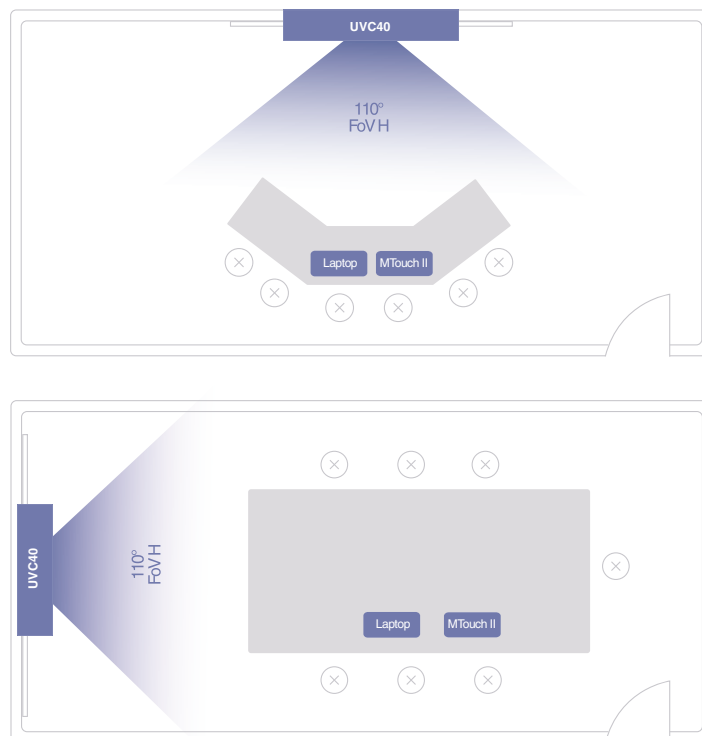 UVC40
110°
FoV H
Laptop
MTouch II
UVC40
110°
FoV H
Laptop
MTouch II